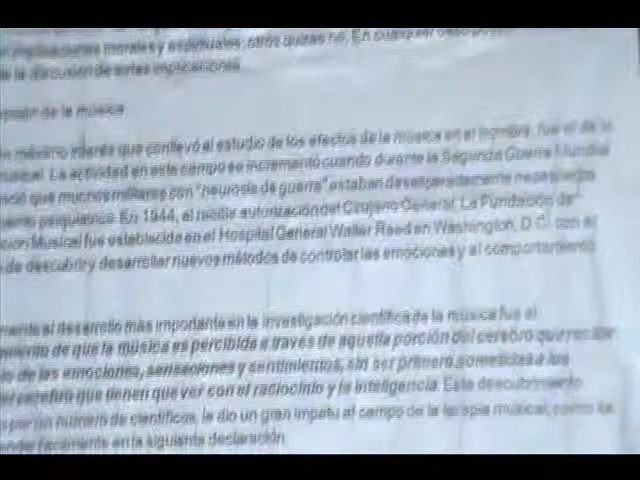 implicaciones morales y espirituales, otros quizás no. En cualquier caso
la discusión de estas implicaciones.
de la música
máximo interés que conllevó el estudio de los efectos de la música en el hombre, fue el de la
musical. La actividad en este campo se incrementó cuando durante la Segunda Guerra Mundial
que muchos militares con "neurosis de guerra" estaban desesperadamente necesitados
psiquiátricos. En 1944, al recibir autorización del Cirujano General, La Fundación de
Musical fue establecida en el Hospital General Walter Reed en Washington, D.C. con el
de descubrir y desarrollar nuevos métodos de controlar las emociones y el comportamiento
el desarrollo más importante en la investigación científica de la música fue el
de que la música es percibida a través de aquella porción del cerebro que recibe
de las emociones, sensaciones y sentimientos, sin ser primero sometidas a los
que tienen que ver con el raciocinio y la inteligencia. Este descubrimiento
por un número de científicos, le dio un gran ímpetu al campo de la terapia musical, como se
recemente en la siguiente declaración